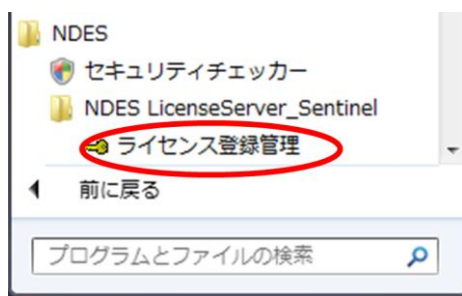 NDES
セキュリティチェッカー
NDES LicenseServer_Sentinel
ライセンス登録管理
前に戻る
プログラムとファイルの検索